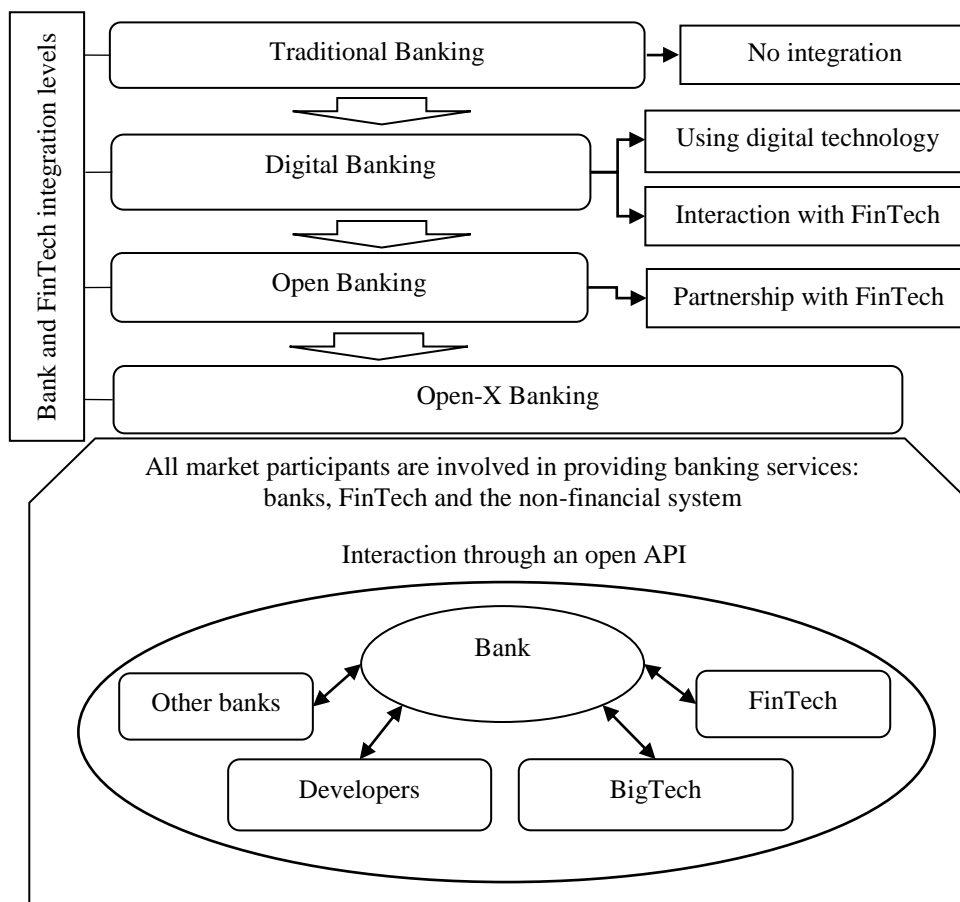 Bank and FinTech integration levels
Traditional Banking
No integration
Digital Banking
Using digital technology
Interaction with FinTech
Open Banking
Partnership with FinTech
Open-X Banking
All market participants are involved in providing banking services:
banks, FinTech and the non-financial system
Interaction through an open API
Bank
Other banks
FinTech
Developers
BigTech